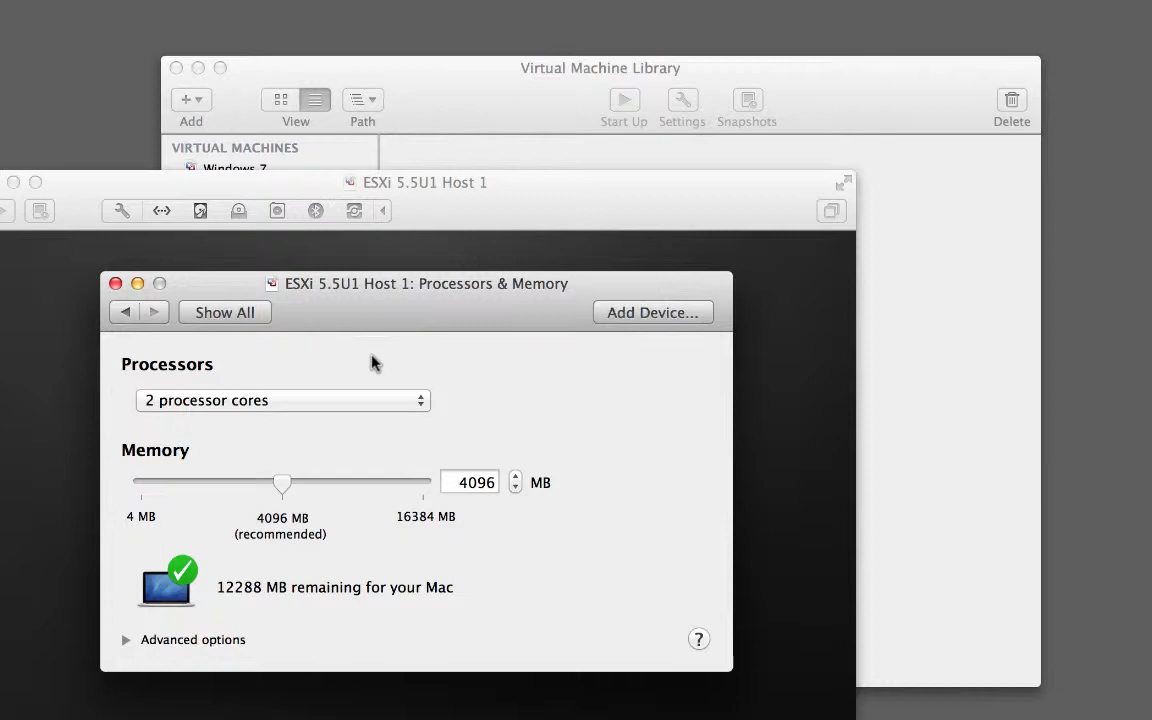 Virtual Machine Library
Add
View
Path
Start Up
Settings
Snapshots
Delete
VIRTUAL MACHINES
Windows 7
ESXi 5.5U1 Host 1
ESXi 5.5U1 Host 1: Processors & Memory
Show All
Add Device...
Processors
2 processor cores
Memory
4096 MB
4 MB
4096 MB
16384 MB
(recommended)
12288 MB remaining for your Mac
Advanced options
?